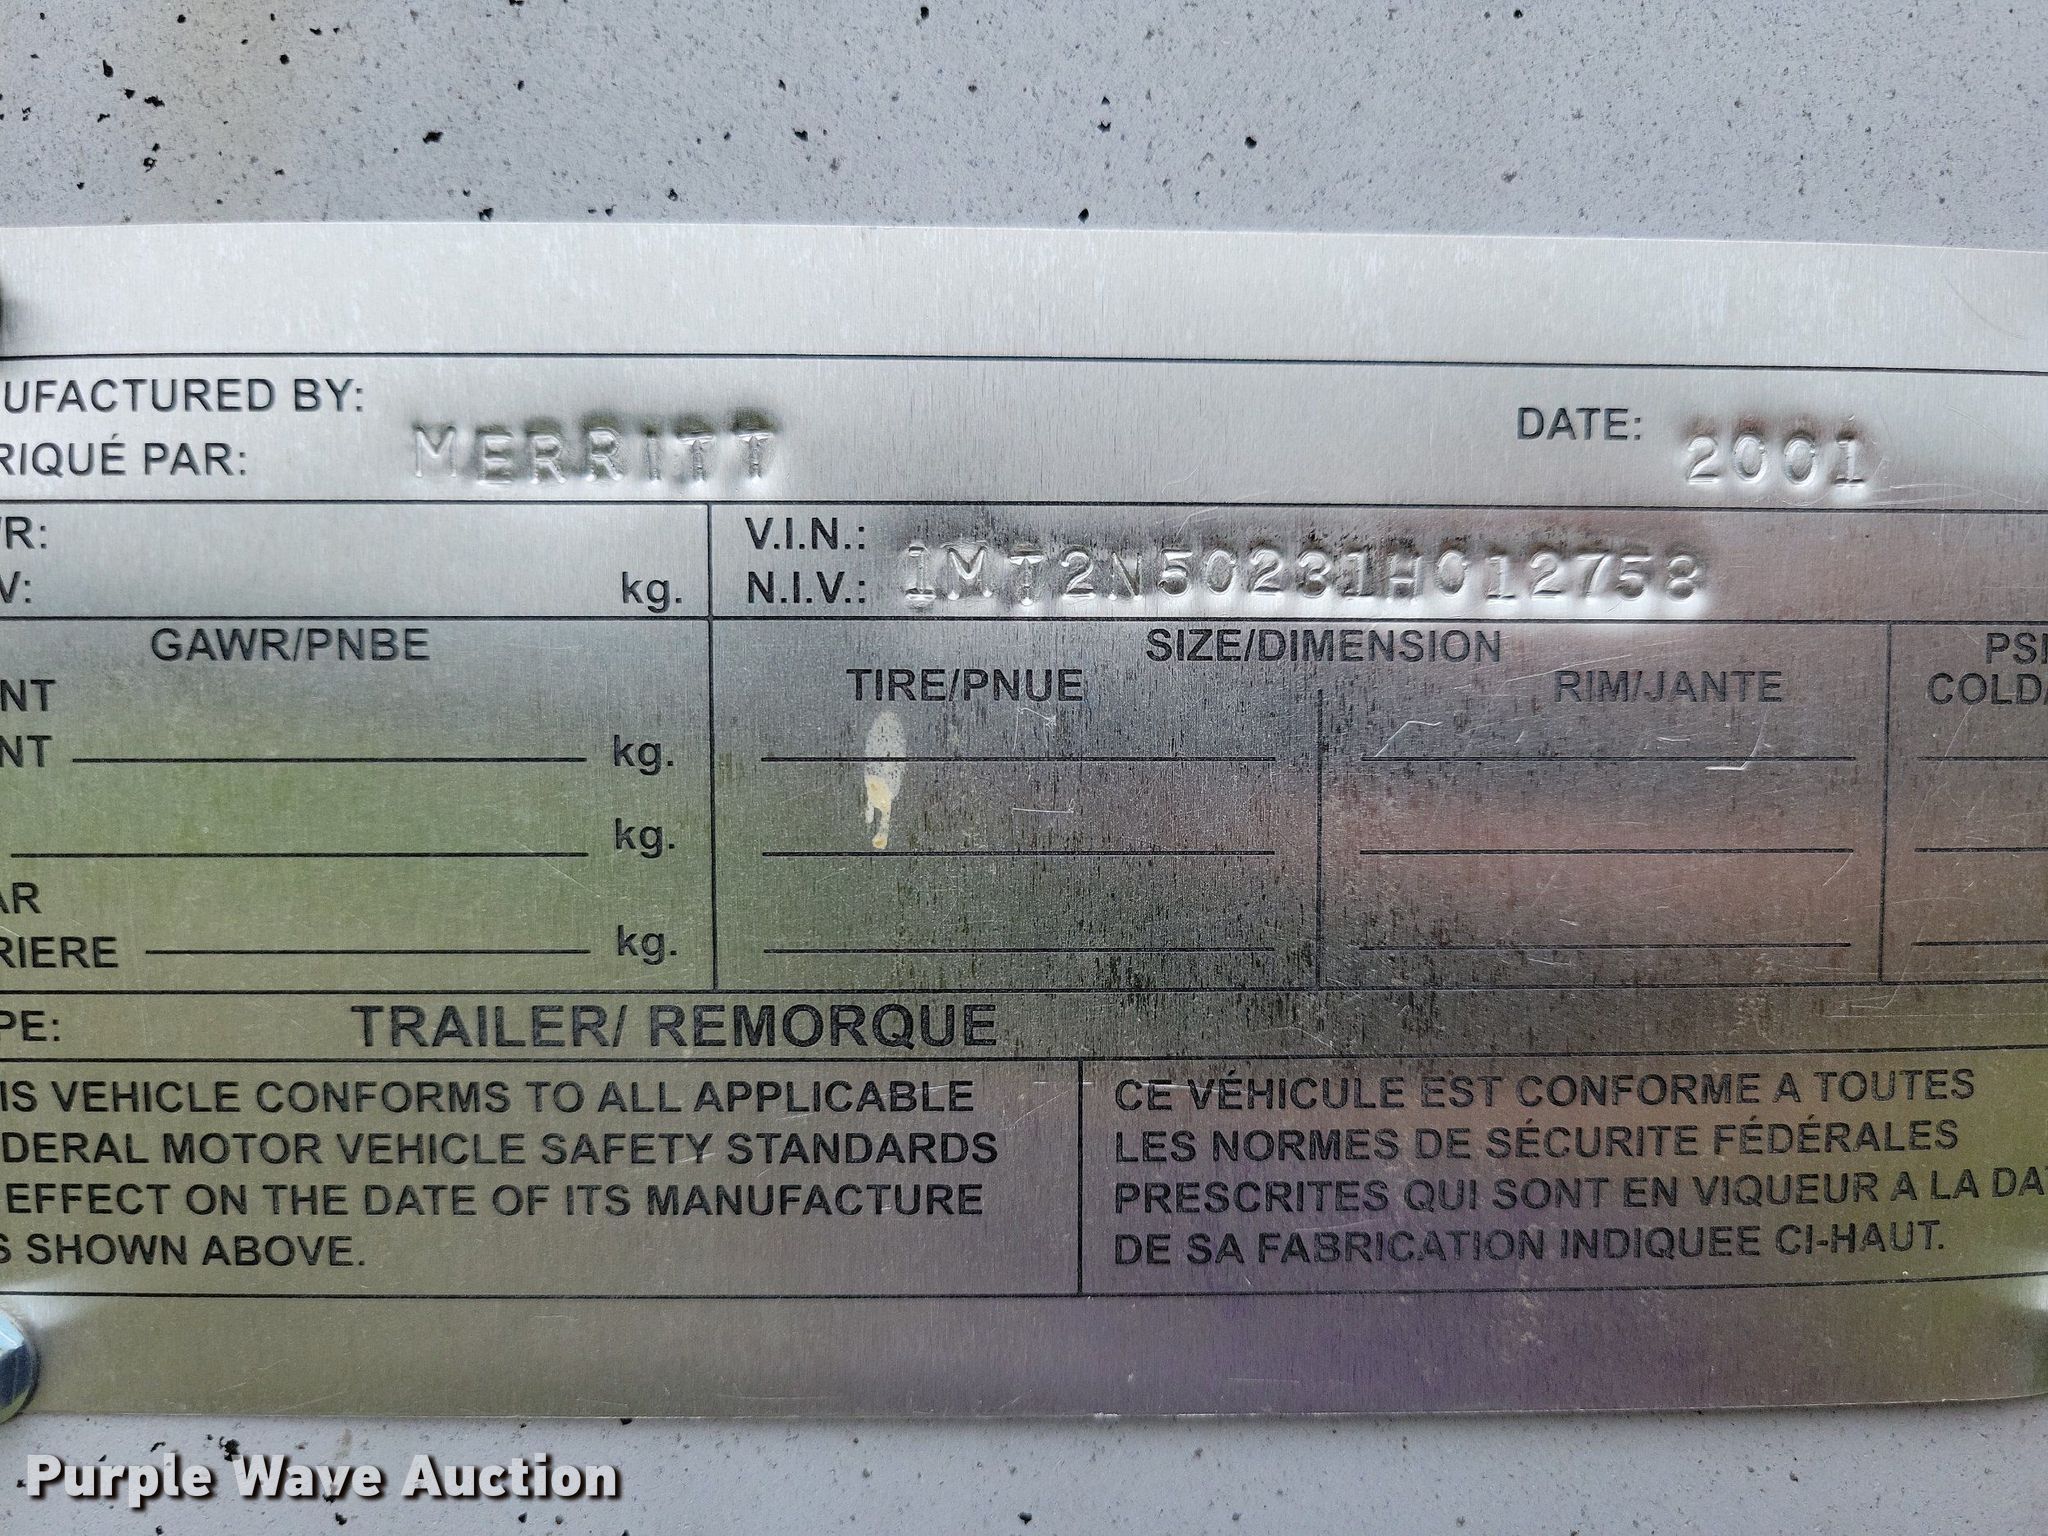 UFACTURED BY: MERRITT DATE: 2001
RIQUÉ PAR:
R: V.I.N.: 1MT2N50231H012758
V: kg. N.I.V.:
GAWR/PNBE SIZE/DIMENSION PSI
NT TIRE/PNUE RIM/JANTE COLD/
NT kg.
kg.
AR
RIERE kg.
PE: TRAILER/ REMORQUE
IS VEHICLE CONFORMS TO ALL APPLICABLE
DERAL MOTOR VEHICLE SAFETY STANDARDS
EFFECT ON THE DATE OF ITS MANUFACTURE
S SHOWN ABOVE.
CE VÉHICULE EST CONFORME A TOUTES
LES NORMES DE SÉCURITE FÉDÉRALES
PRESCRITES QUI SONT EN VIQUEUR A LA DAT
DE SA FABRICATION INDIQUEE CI-HAUT.
Purple Wave Auction